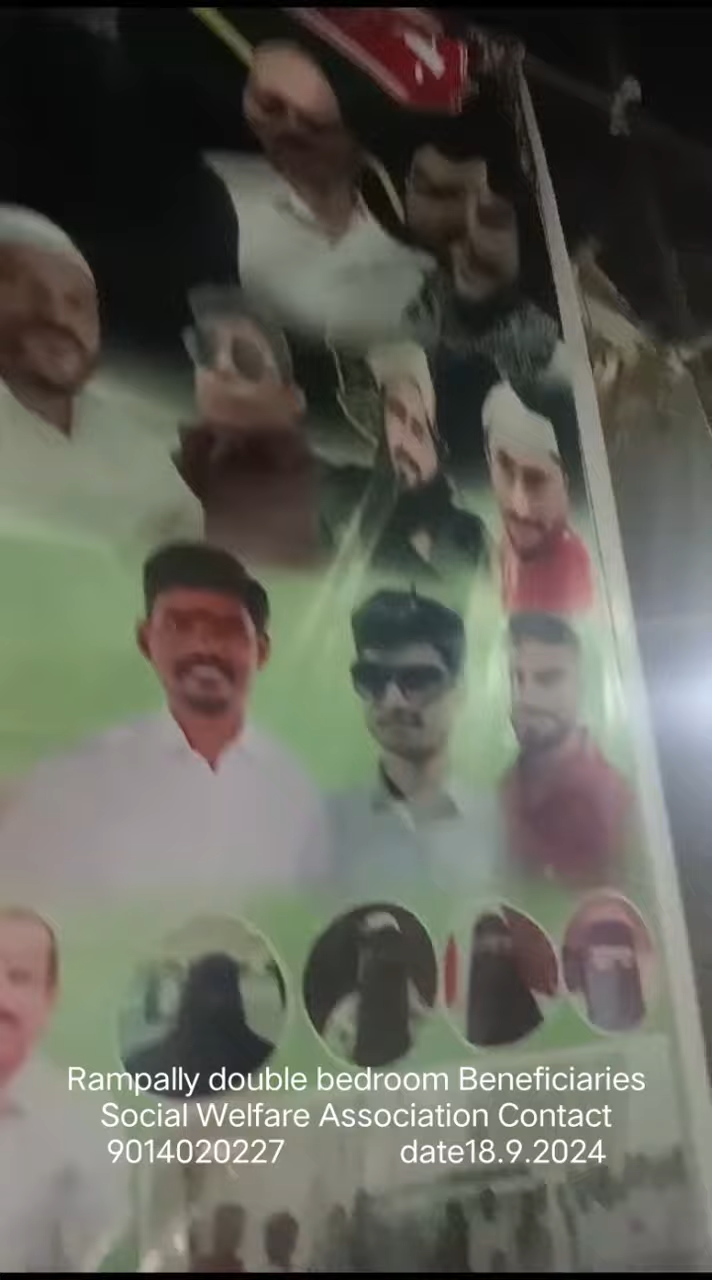 Rampally double bedroom Beneficiaries
Social Welfare Association Contact
9014020227 date18.9.2024